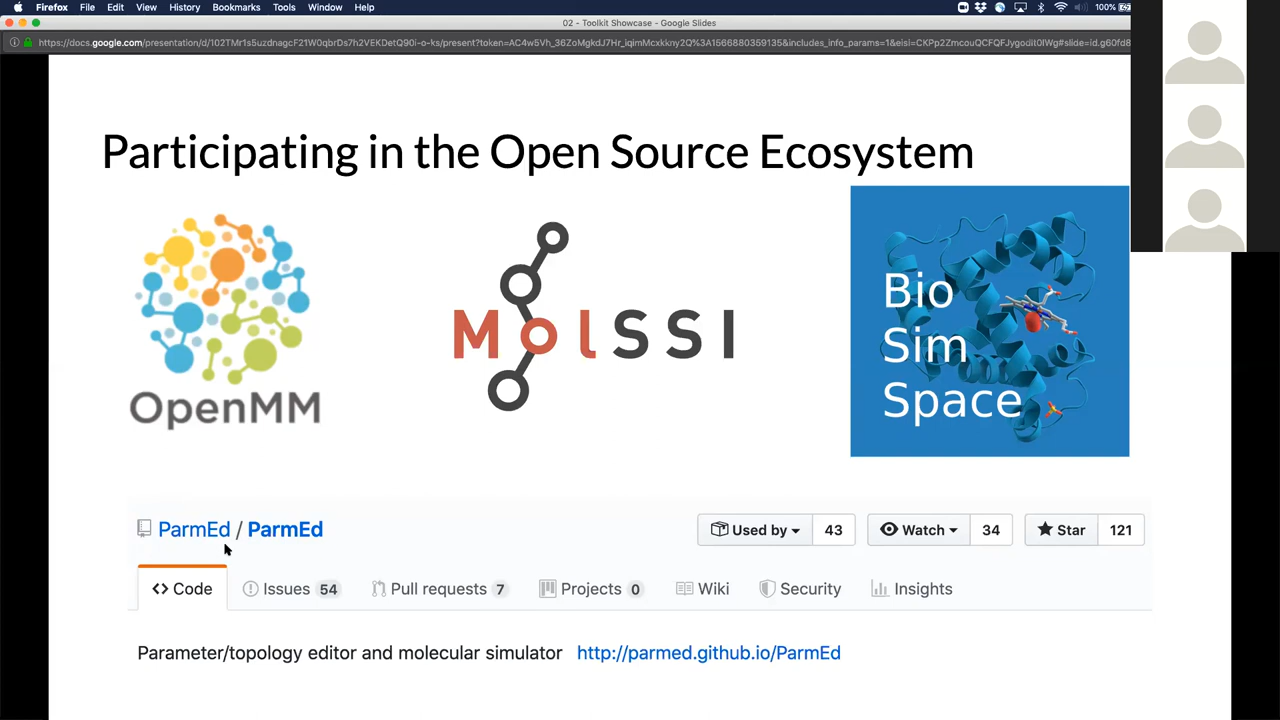 Firefox File Edit View History Bookmarks Tools Window Help 100%
02 - Toolkit Showcase - Google Slides
Participating in the Open Source Ecosystem
OpenMM
MolSSI
Bio
Sim
Space
ParmEd / ParmEd
Used by 43
Watch 34
Star 121
Code
Issues 54
Pull requests 7
Projects 0
Wiki
Security
Insights
Parameter/topology editor and molecular simulator http://parmed.github.io/ParmEd